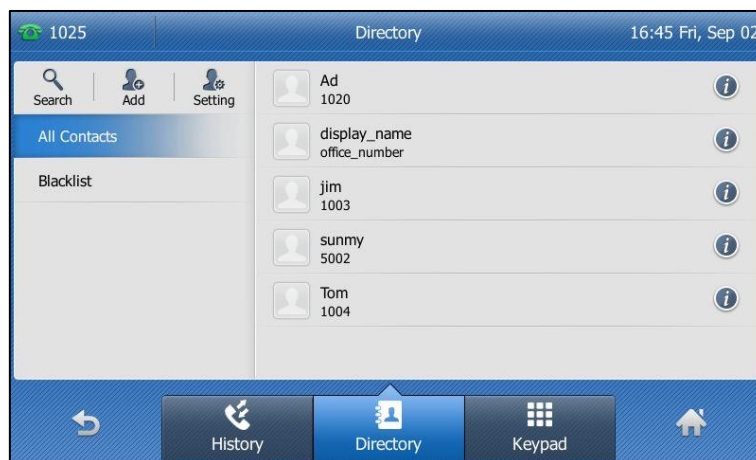 1025
Directory
16:45 Fri, Sep 02
Search
Add
Setting
All Contacts
Blacklist
Ad
1020
display_name
office_number
jim
1003
sunmy
5002
Tom
1004
History
Directory
Keypad